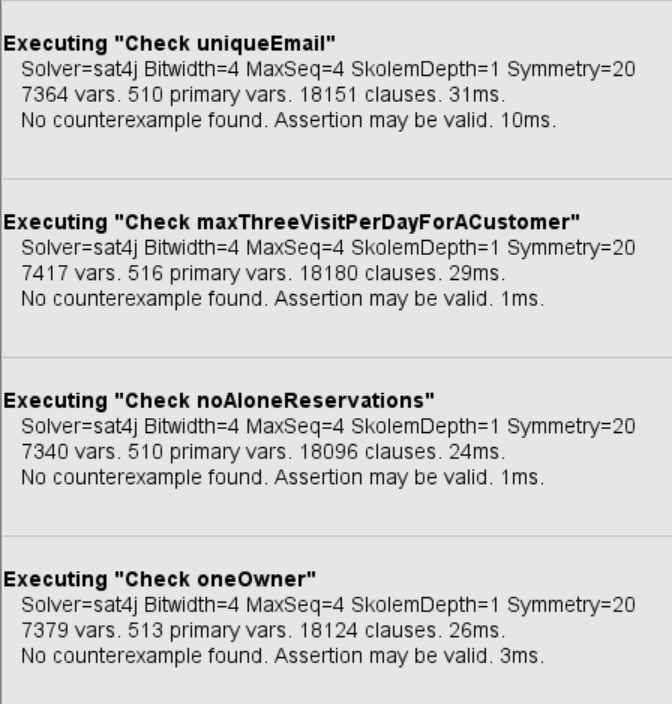 Executing "Check uniqueEmail"
Solver=sat4j Bitwidth=4 MaxSeq=4 SkolemDepth=1 Symmetry=20
7364 vars. 510 primary vars. 18151 clauses. 31ms.
No counterexample found. Assertion may be valid. 10ms.
Executing "Check maxThreeVisitPerDayForACustomer"
Solver=sat4j Bitwidth=4 MaxSeq=4 SkolemDepth=1 Symmetry=20
7417 vars. 516 primary vars. 18180 clauses. 29ms.
No counterexample found. Assertion may be valid. 1ms.
Executing "Check noAloneReservations"
Solver=sat4j Bitwidth=4 MaxSeq=4 SkolemDepth=1 Symmetry=20
7340 vars. 510 primary vars. 18096 clauses. 24ms.
No counterexample found. Assertion may be valid. 1ms.
Executing "Check oneOwner"
Solver=sat4j Bitwidth=4 MaxSeq=4 SkolemDepth=1 Symmetry=20
7379 vars. 513 primary vars. 18124 clauses. 26ms.
No counterexample found. Assertion may be valid. 3ms.